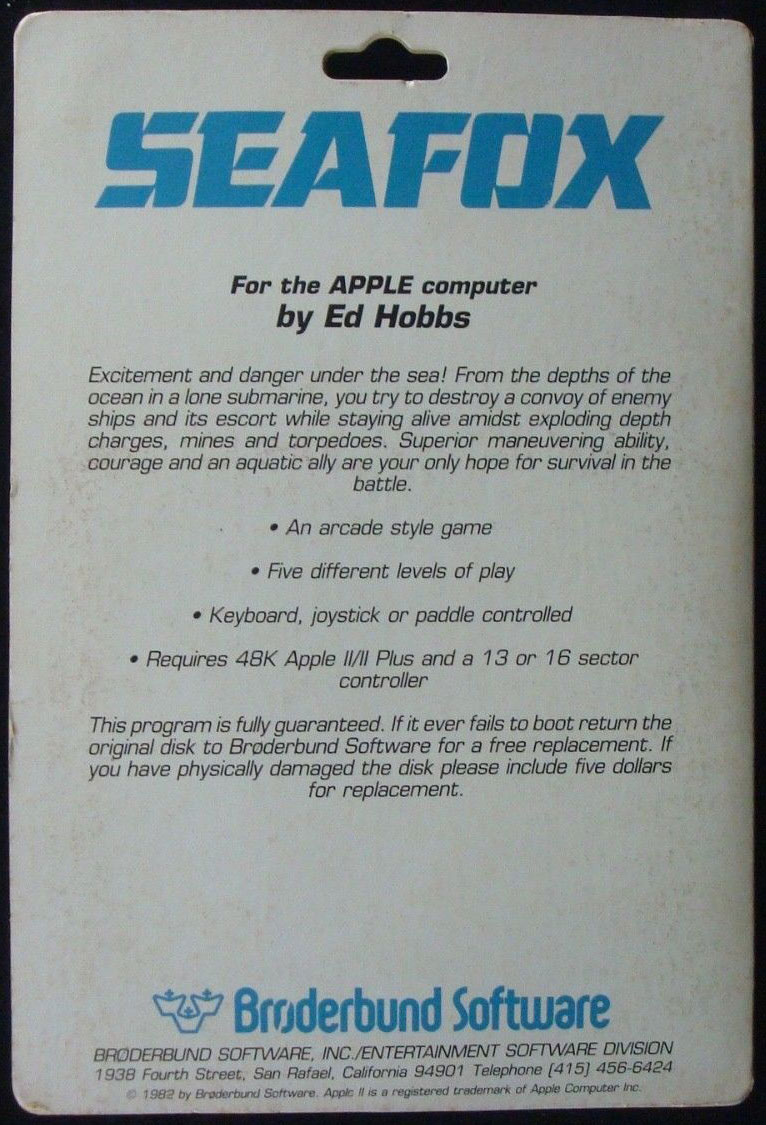 SEAFOX
For the APPLE computer
by Ed Hobbs
Excitement and danger under the sea! From the depths of the
ocean in a lone submarine, you try to destroy a convoy of enemy
ships and its escort while staying alive amidst exploding depth
charges, mines and torpedoes. Superior maneuvering ability,
courage and an aquatic ally are your only hope for survival in the
battle.
• An arcade style game
• Five different levels of play
• Keyboard, joystick or paddle controlled
• Requires 48K Apple II/II Plus and a 13 or 16 sector
controller
This program is fully guaranteed. If it ever fails to boot return the
original disk to Brøderbund Software for a free replacement. If
you have physically damaged the disk please include five dollars
for replacement.
Brøderbund Software
BRØDERBUND SOFTWARE, INC./ENTERTAINMENT SOFTWARE DIVISION
1938 Fourth Street, San Rafael, California 94901 Telephone (415) 456-6424
© 1982 by Brøderbund Software. Apple II is a registered trademark of Apple Computer Inc.